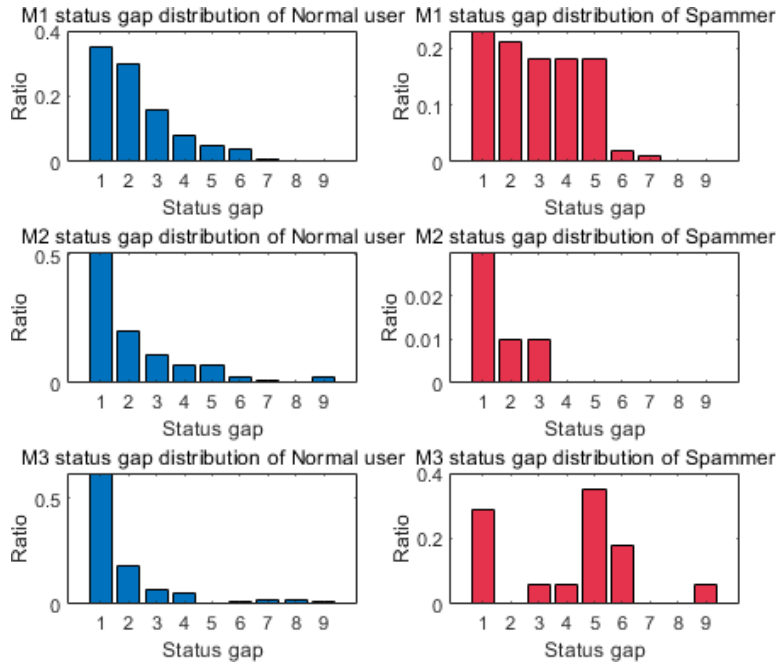 M1 status gap distribution of Normal user
0.4
0.2
0
Ratio
1 2 3 4 5 6 7 8 9
Status gap
M1 status gap distribution of Spammer
0.2
0.1
0
Ratio
1 2 3 4 5 6 7 8 9
Status gap
M2 status gap distribution of Normal user
0.5
0
Ratio
1 2 3 4 5 6 7 8 9
Status gap
M2 status gap distribution of Spammer
0.02
0.01
0
Ratio
1 2 3 4 5 6 7 8 9
Status gap
M3 status gap distribution of Normal user
0.5
0
Ratio
1 2 3 4 5 6 7 8 9
Status gap
M3 status gap distribution of Spammer
0.4
0.2
0
Ratio
1 2 3 4 5 6 7 8 9
Status gap